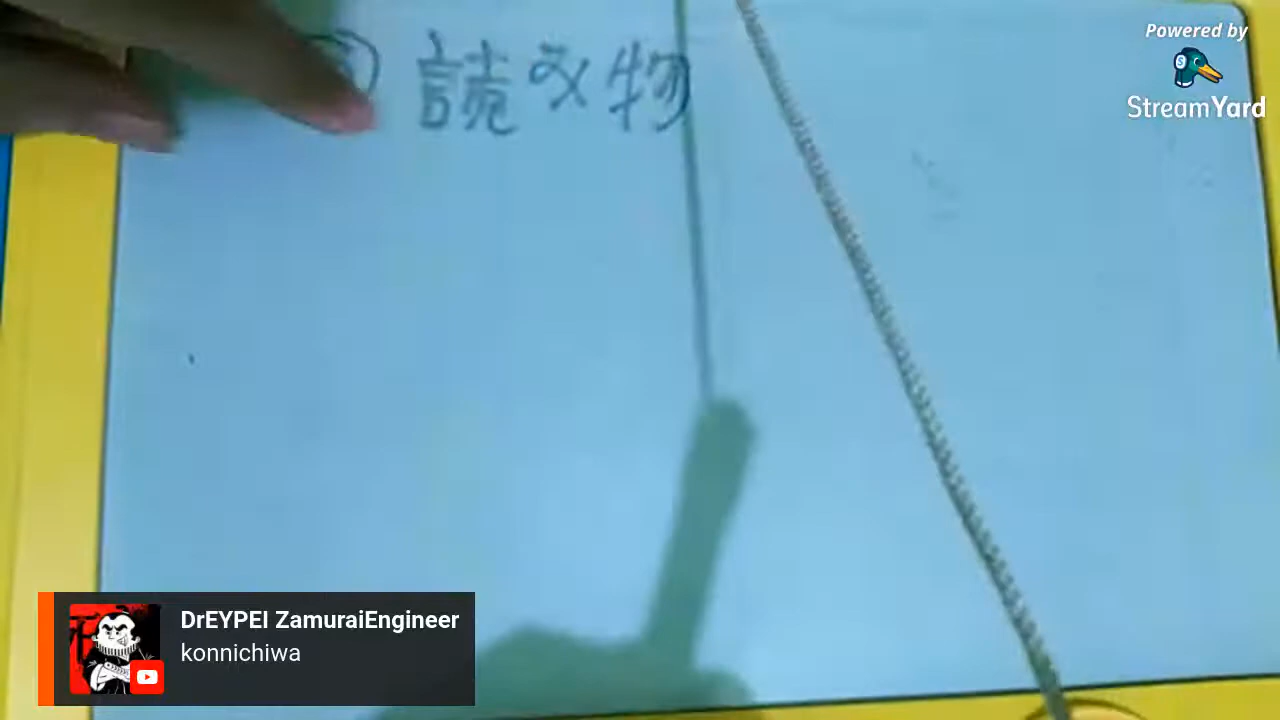 読み物
Powered by
StreamYard
DrEYPEI ZamuraiEngineer
konnichiwa